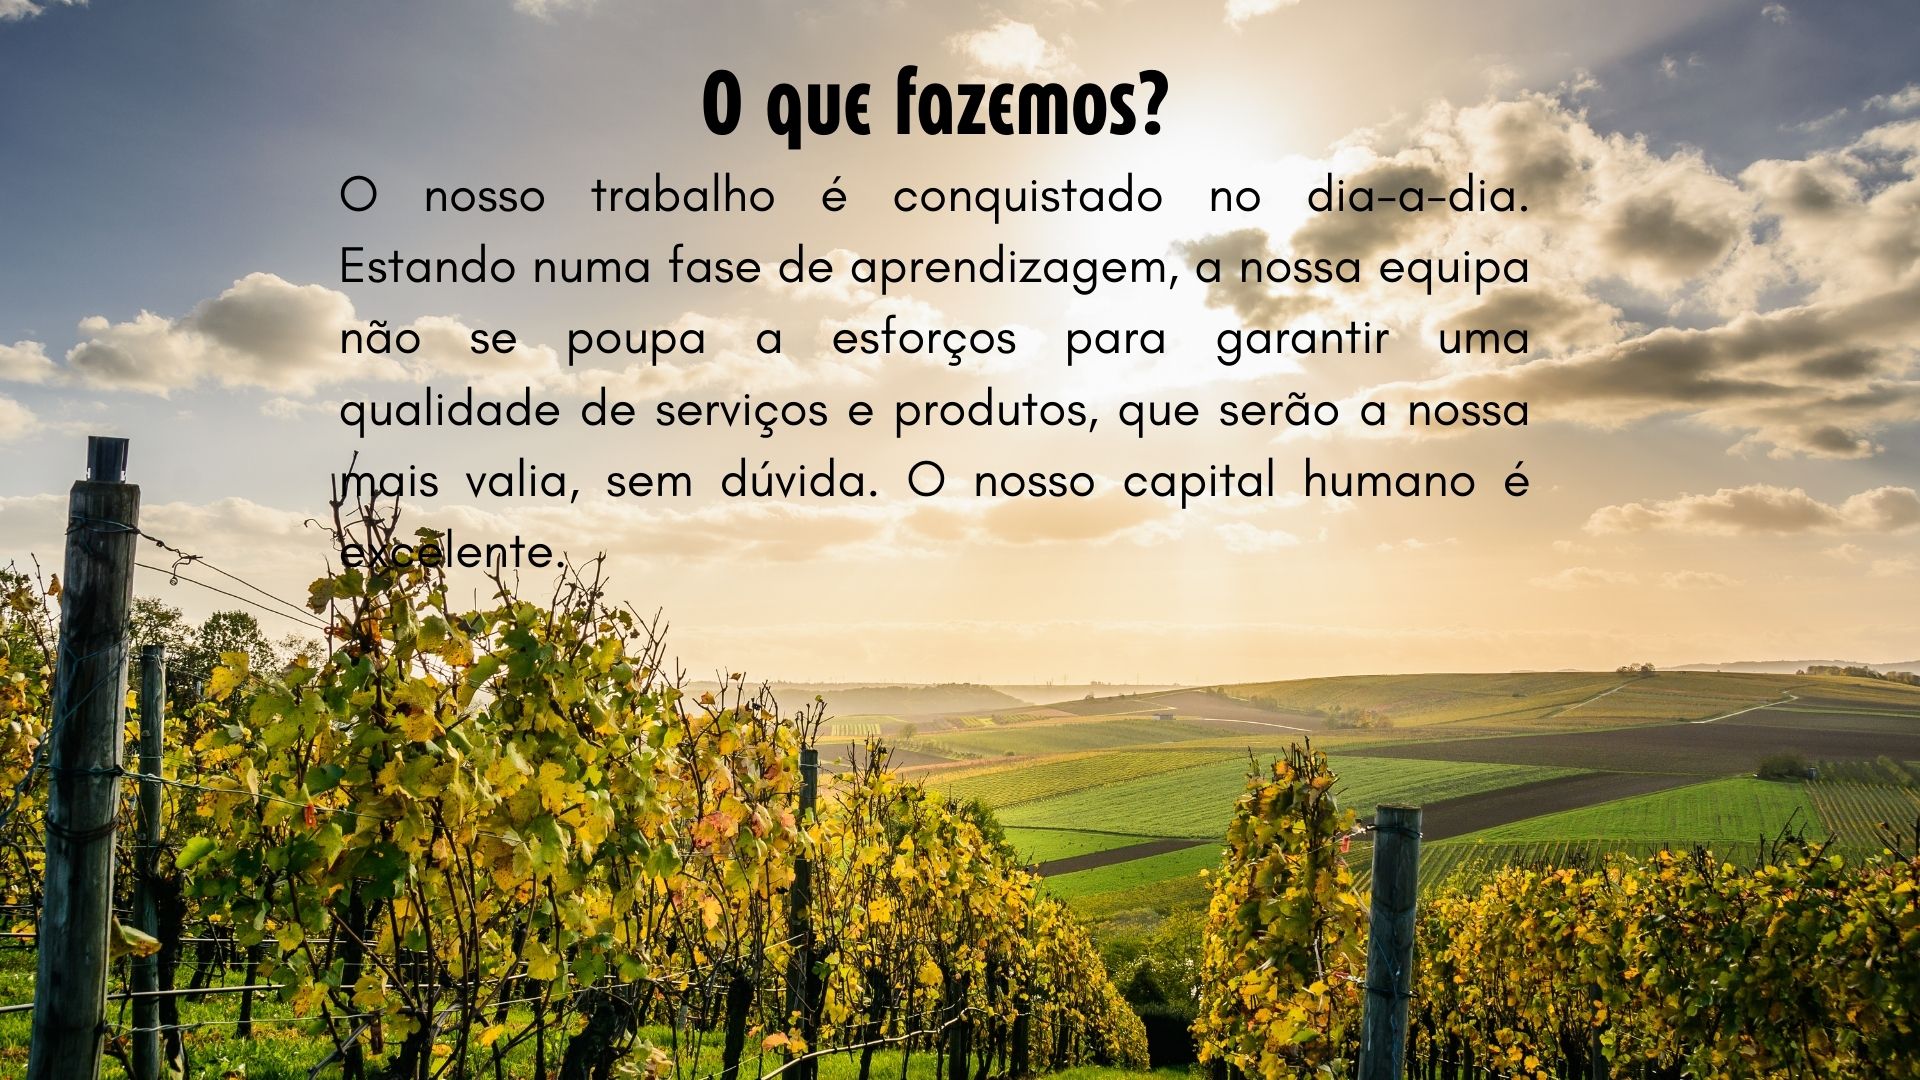 O que fazemos?
O nosso trabalho é conquistado no dia-a-dia.
Estando numa fase de aprendizagem, a nossa equipa
não se poupa a esforços para garantir uma
qualidade de serviços e produtos, que serão a nossa
mais valia, sem dúvida. O nosso capital humano é
excelente.